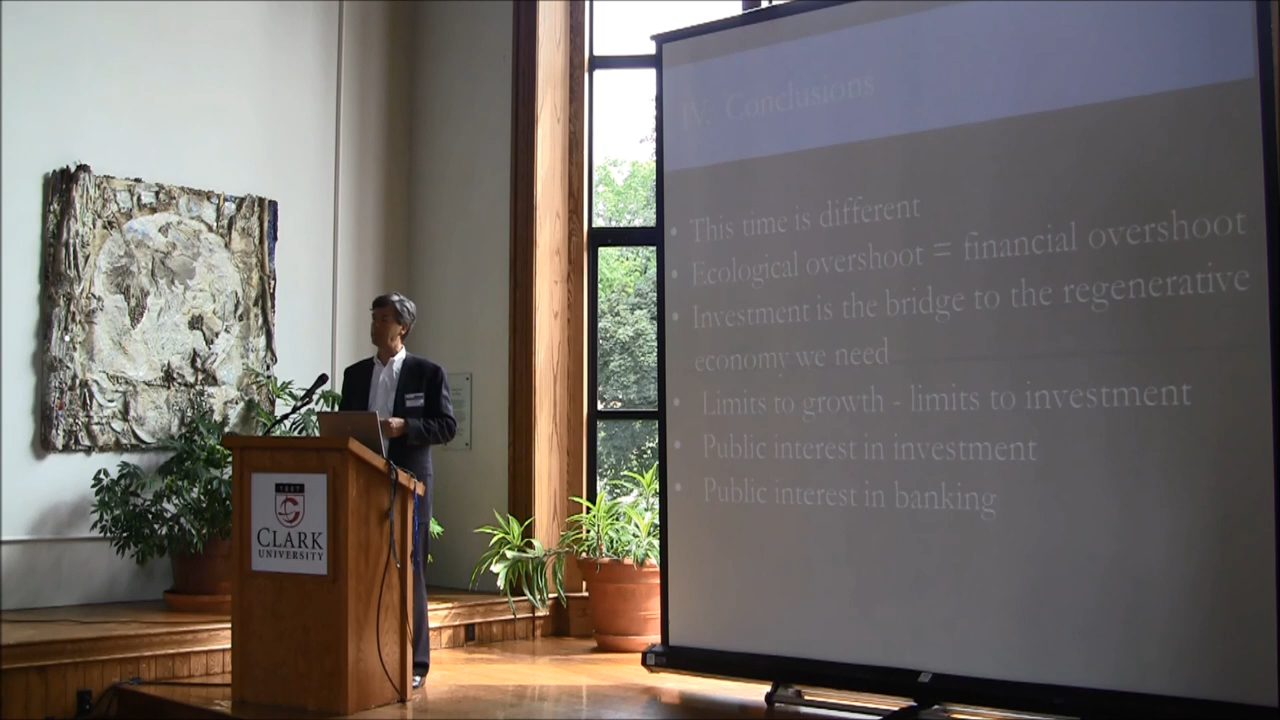 IV. Conclusions
• This time is different
• Ecological overshoot = financial overshoot
• Investment is the bridge to the regenerative
economy we need
• Limits to growth - limits to investment
• Public interest in investment
• Public interest in banking
CLARK
UNIVERSITY